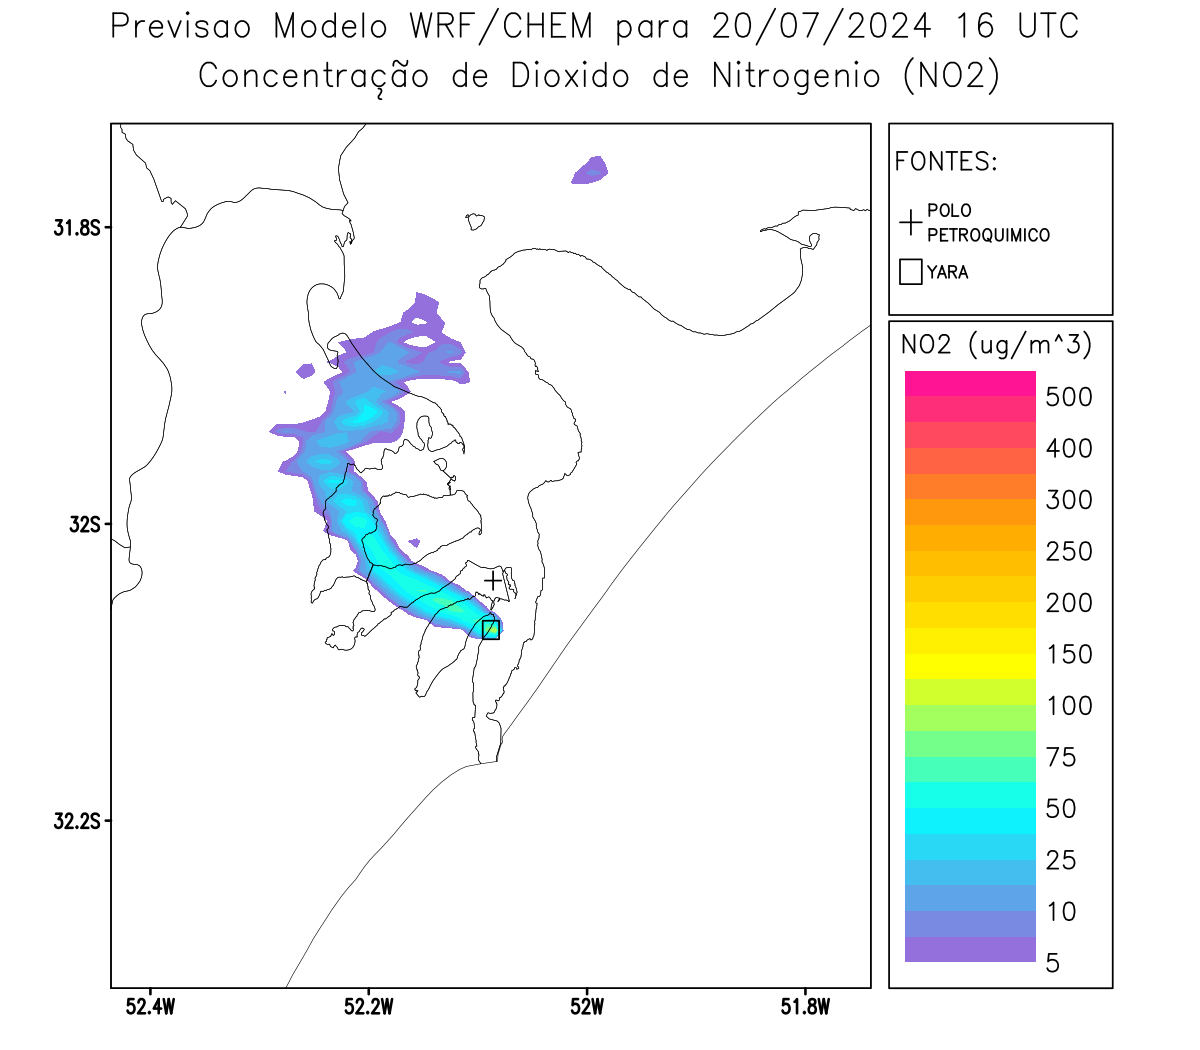 Previsao Modelo WRF/CHEM para 20/07/2024 16 UTC
Concentração de Dioxido de Nitrogenio (NO2)
FONTES:
POLO
PETROQUIMICO
YARA
NO2 (ug/m^3)
500
400
300
250
200
150
100
75
50
25
10
5
31.8S
32S
32.2S
52.4W
52.2W
52W
51.8W